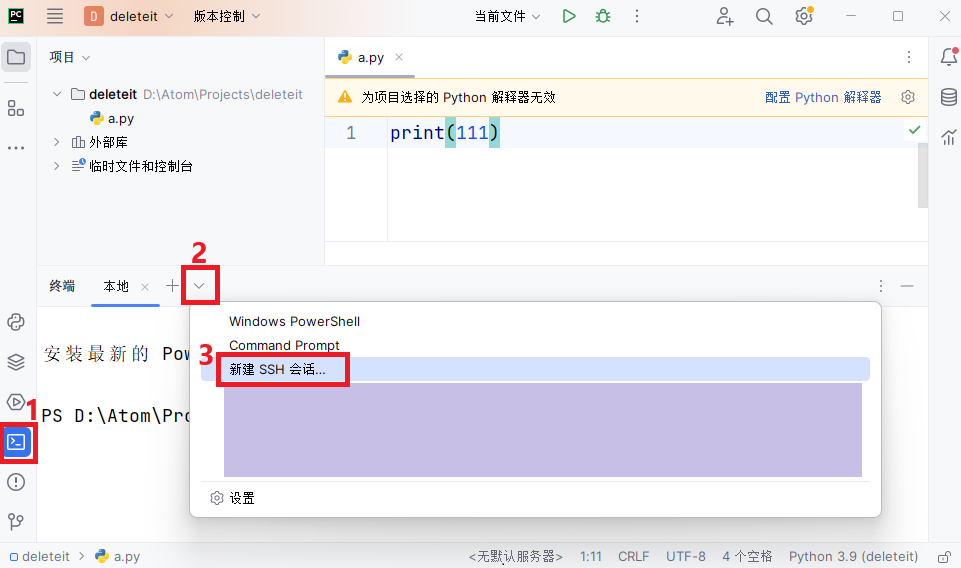 PC D deleteit 版本控制 当前文件
项目 a.py
deleteit D:\Atom\Projects\deleteit
为项目选择的 Python 解释器无效 配置 Python 解释器
a.py
1 print(111)
外部库
临时文件和控制台
2
终端 本地
Windows PowerShell
Command Prompt
安装最新的
3 新建 SSH 会话...
1
PS D:\Atom\Pro
设置
deleteit a.py <无默认服务器> 1:11 CRLF UTF-8 4 个空格 Python 3.9 (deleteit)